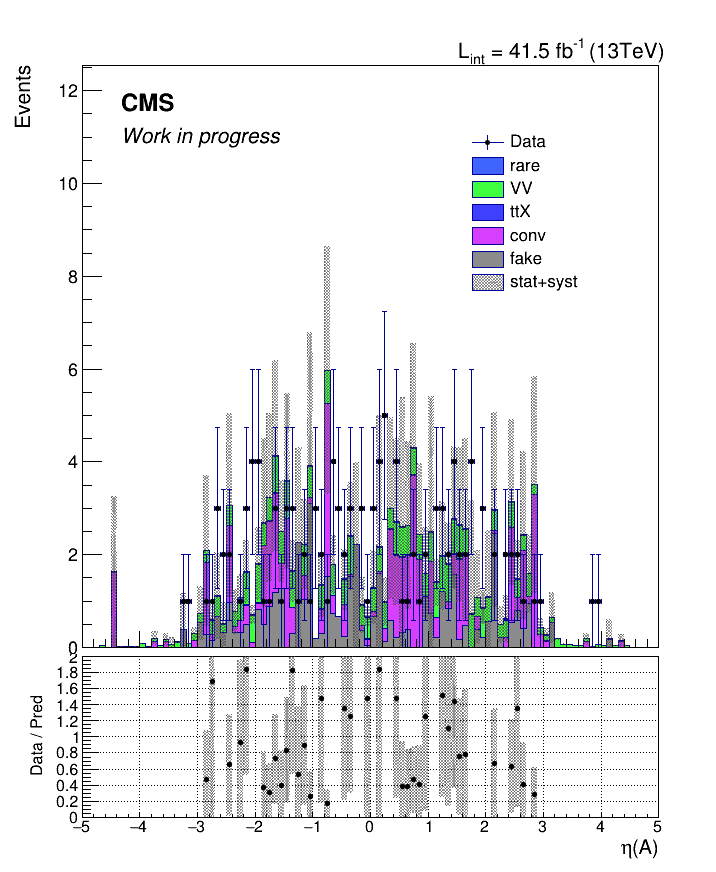 L_int = 41.5 fb^-1 (13TeV)
Events
CMS
Work in progress
Data
rare
VV
ttX
conv
fake
stat+syst
12
10
8
6
4
2
0
Data / Pred
2
1.8
1.6
1.4
1.2
1
0.8
0.6
0.4
0.2
0
−5 −4 −3 −2 −1 0 1 2 3 4 5
η(A)